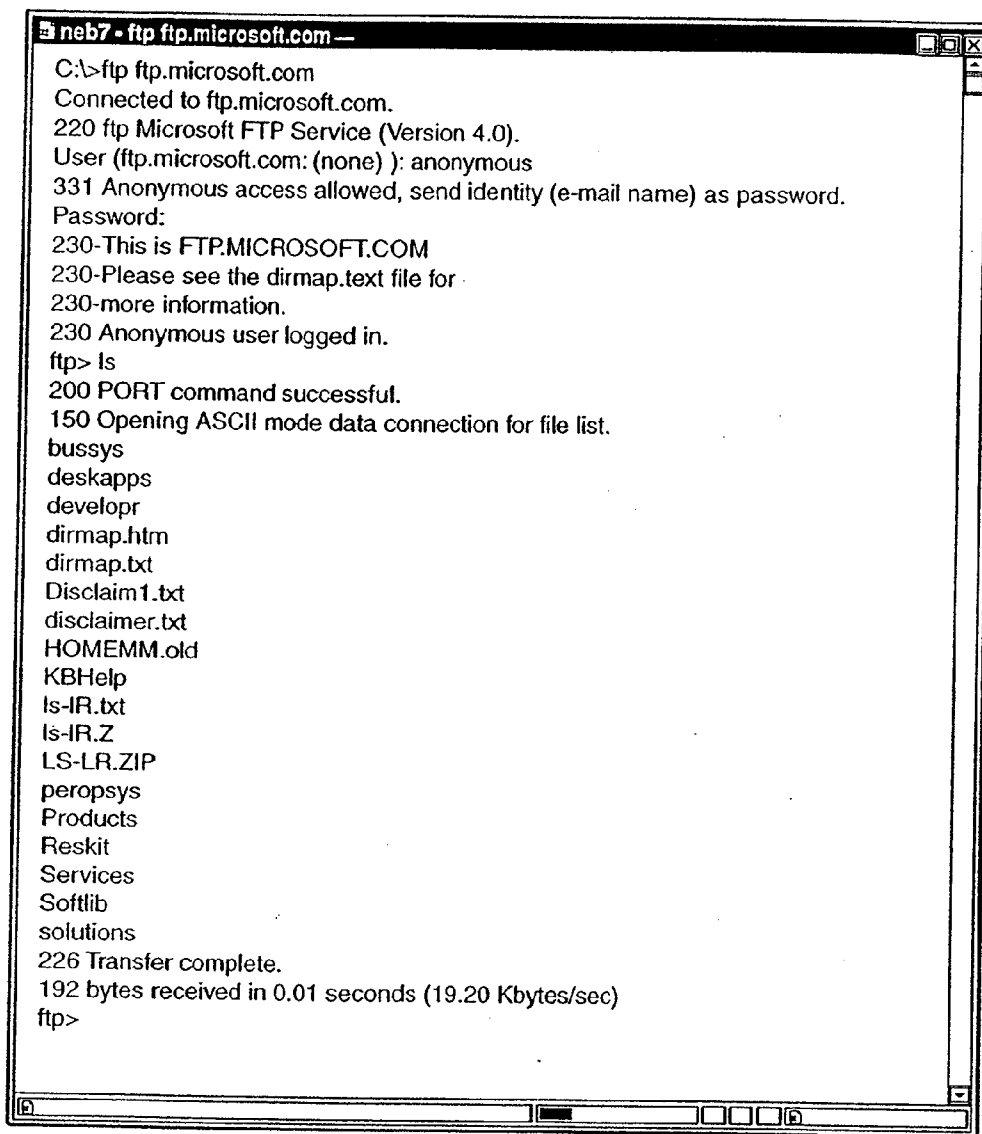 neb7 - ftp ftp.microsoft.com —
C:\>ftp ftp.microsoft.com
Connected to ftp.microsoft.com.
220 ftp Microsoft FTP Service (Version 4.0).
User (ftp.microsoft.com: (none) ): anonymous
331 Anonymous access allowed, send identity (e-mail name) as password.
Password:
230-This is FTP.MICROSOFT.COM
230-Please see the dirmap.text file for
230-more information.
230 Anonymous user logged in.
ftp> ls
200 PORT command successful.
150 Opening ASCII mode data connection for file list.
bussys
deskapps
developr
dirmap.htm
dirmap.txt
Disclaim1.txt
disclaimer.txt
HOMEMM.old
KBHelp
ls-lR.txt
ls-lR.Z
LS-LR.ZIP
peropsys
Products
Reskit
Services
Softlib
solutions
226 Transfer complete.
192 bytes received in 0.01 seconds (19.20 Kbytes/sec)
ftp>